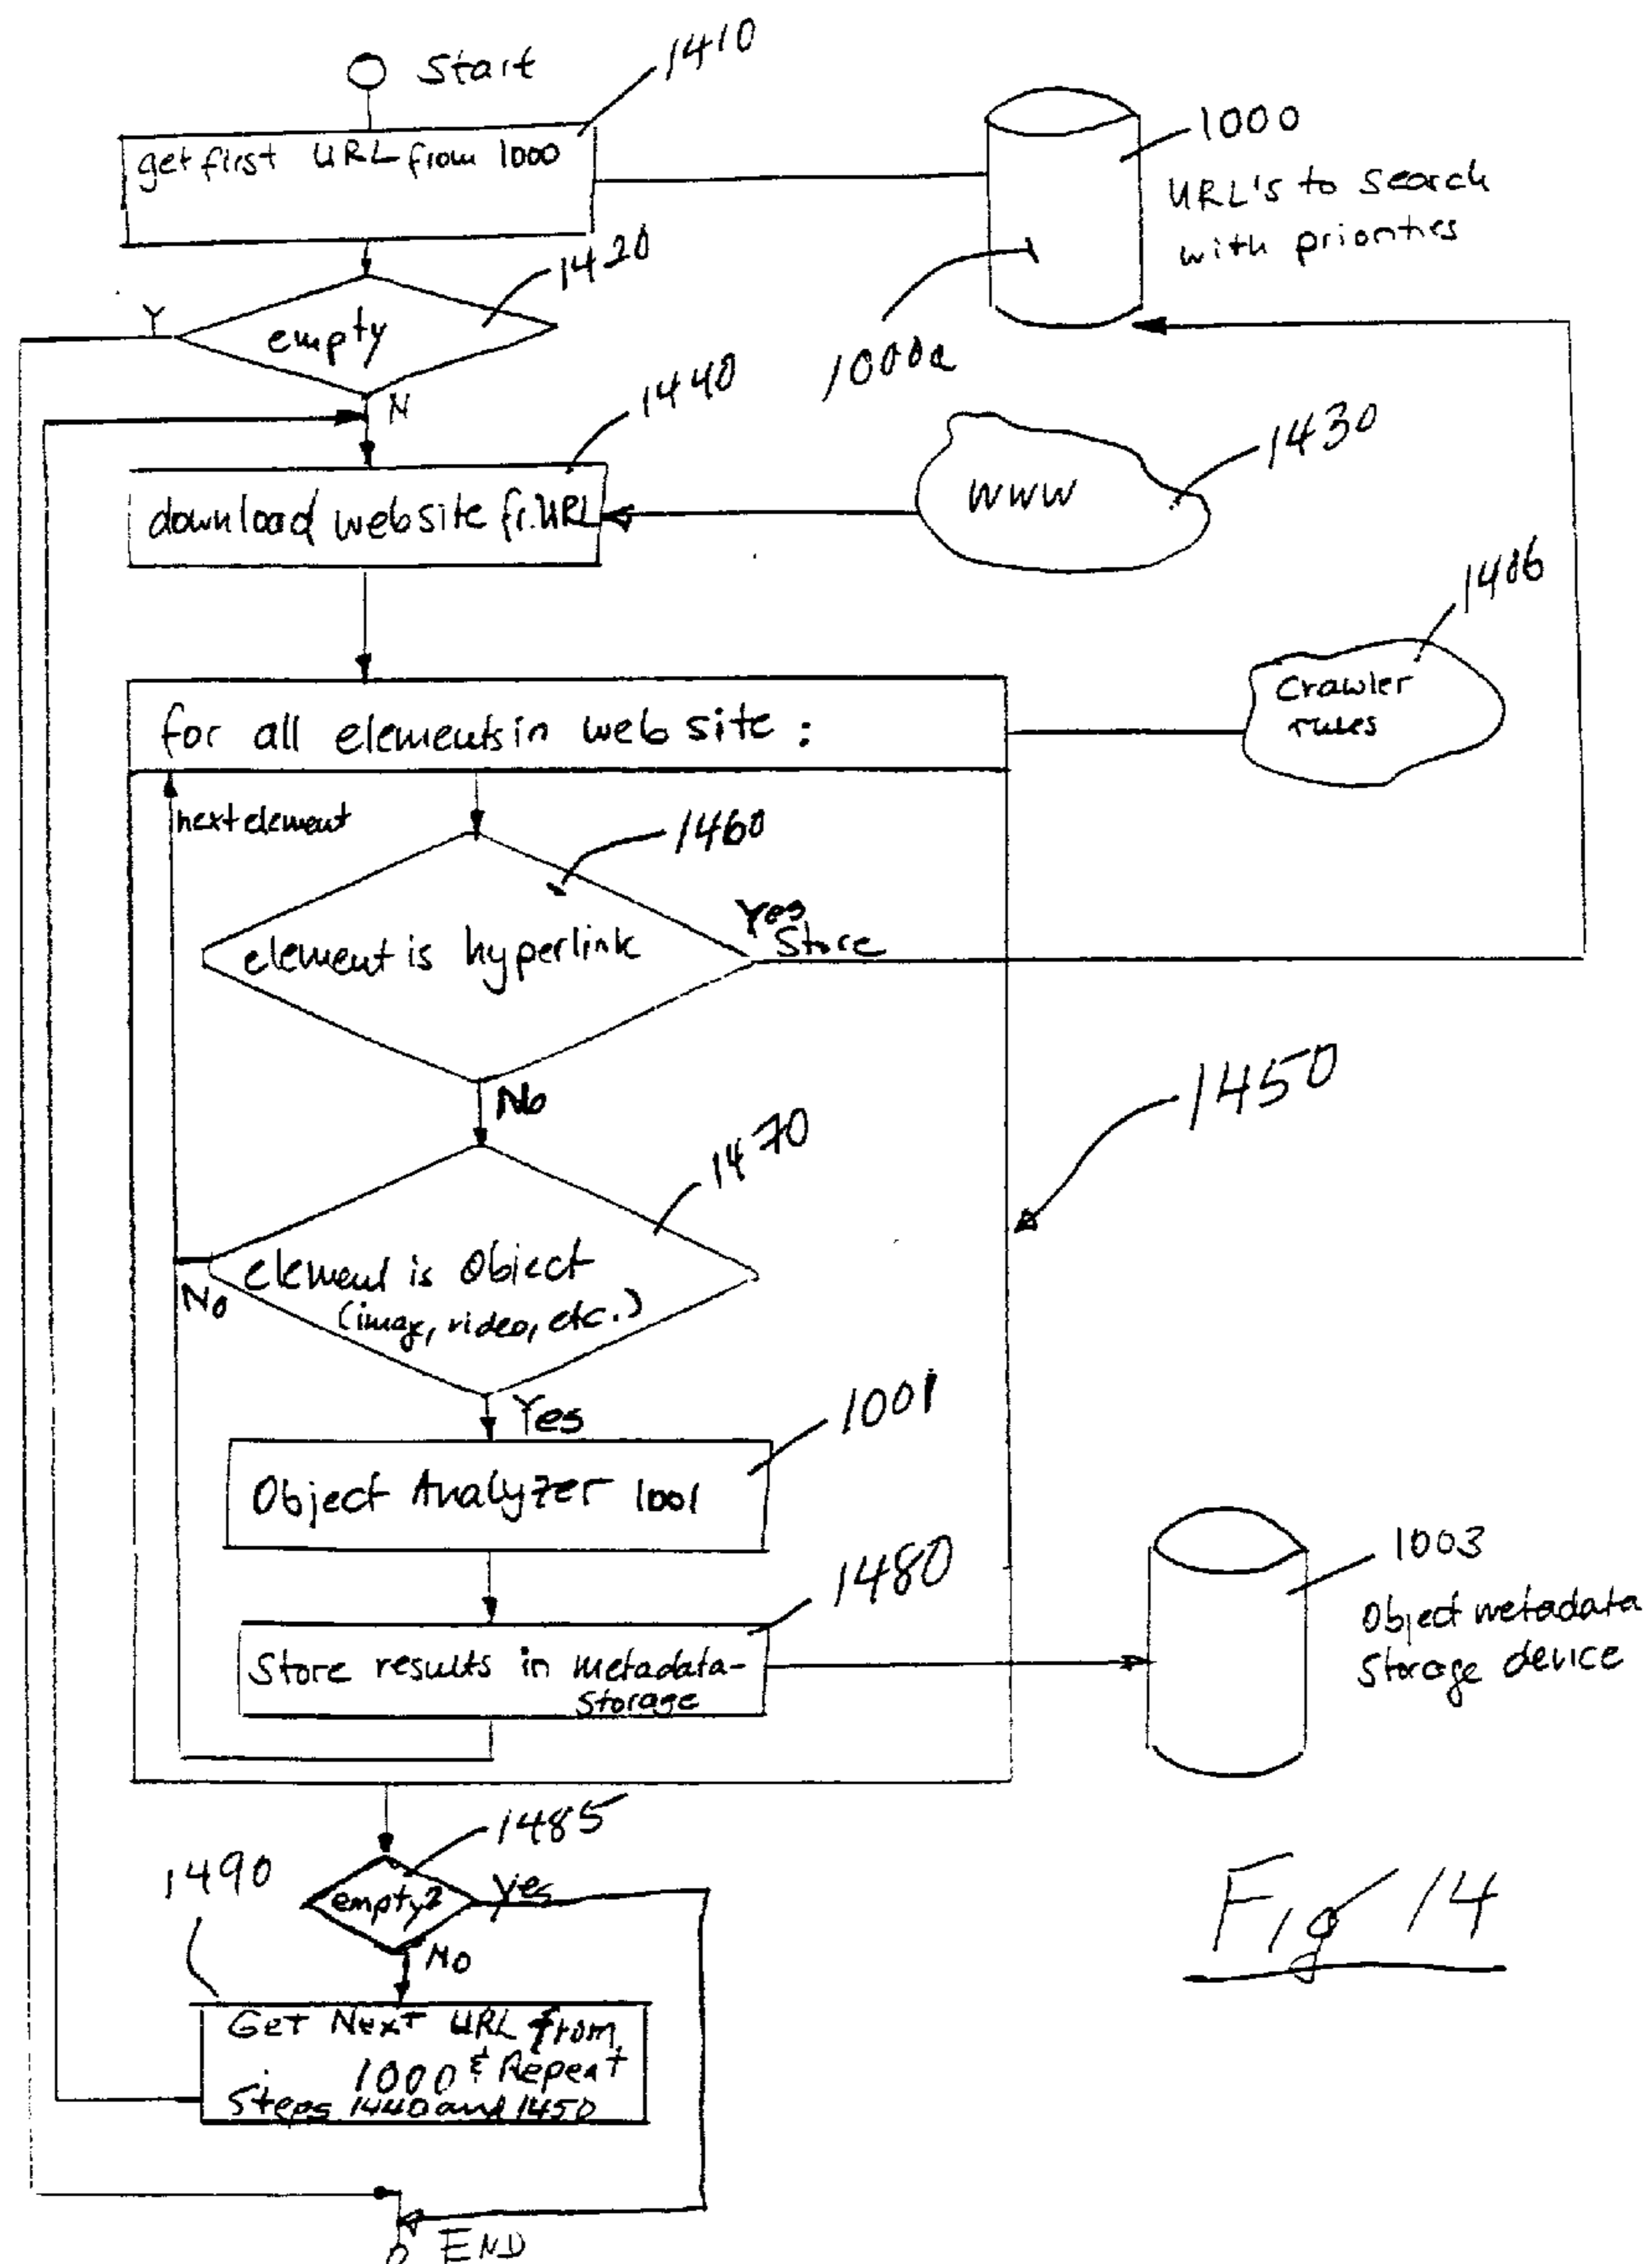 Start
1410
get first URL from 1000
1000
URL's to search
with priorities
1420
Y
empty
1000a
N
1440
1430
WWW
download website fr. URL
1406
Crawler
rules
for all elements in web site :
next element
1460
Yes
Store
element is hyperlink
No
1450
1470
element is Object
(image, video, etc.)
No
Yes
1001
Object Analyzer 1001
1480
1003
Object metadata
Storage device
Store results in metadata-
storage
1485
1490
empty?
yes
No
Fig 14
Get Next URL from
1000 & Repeat
Steps 1440 and 1450
END